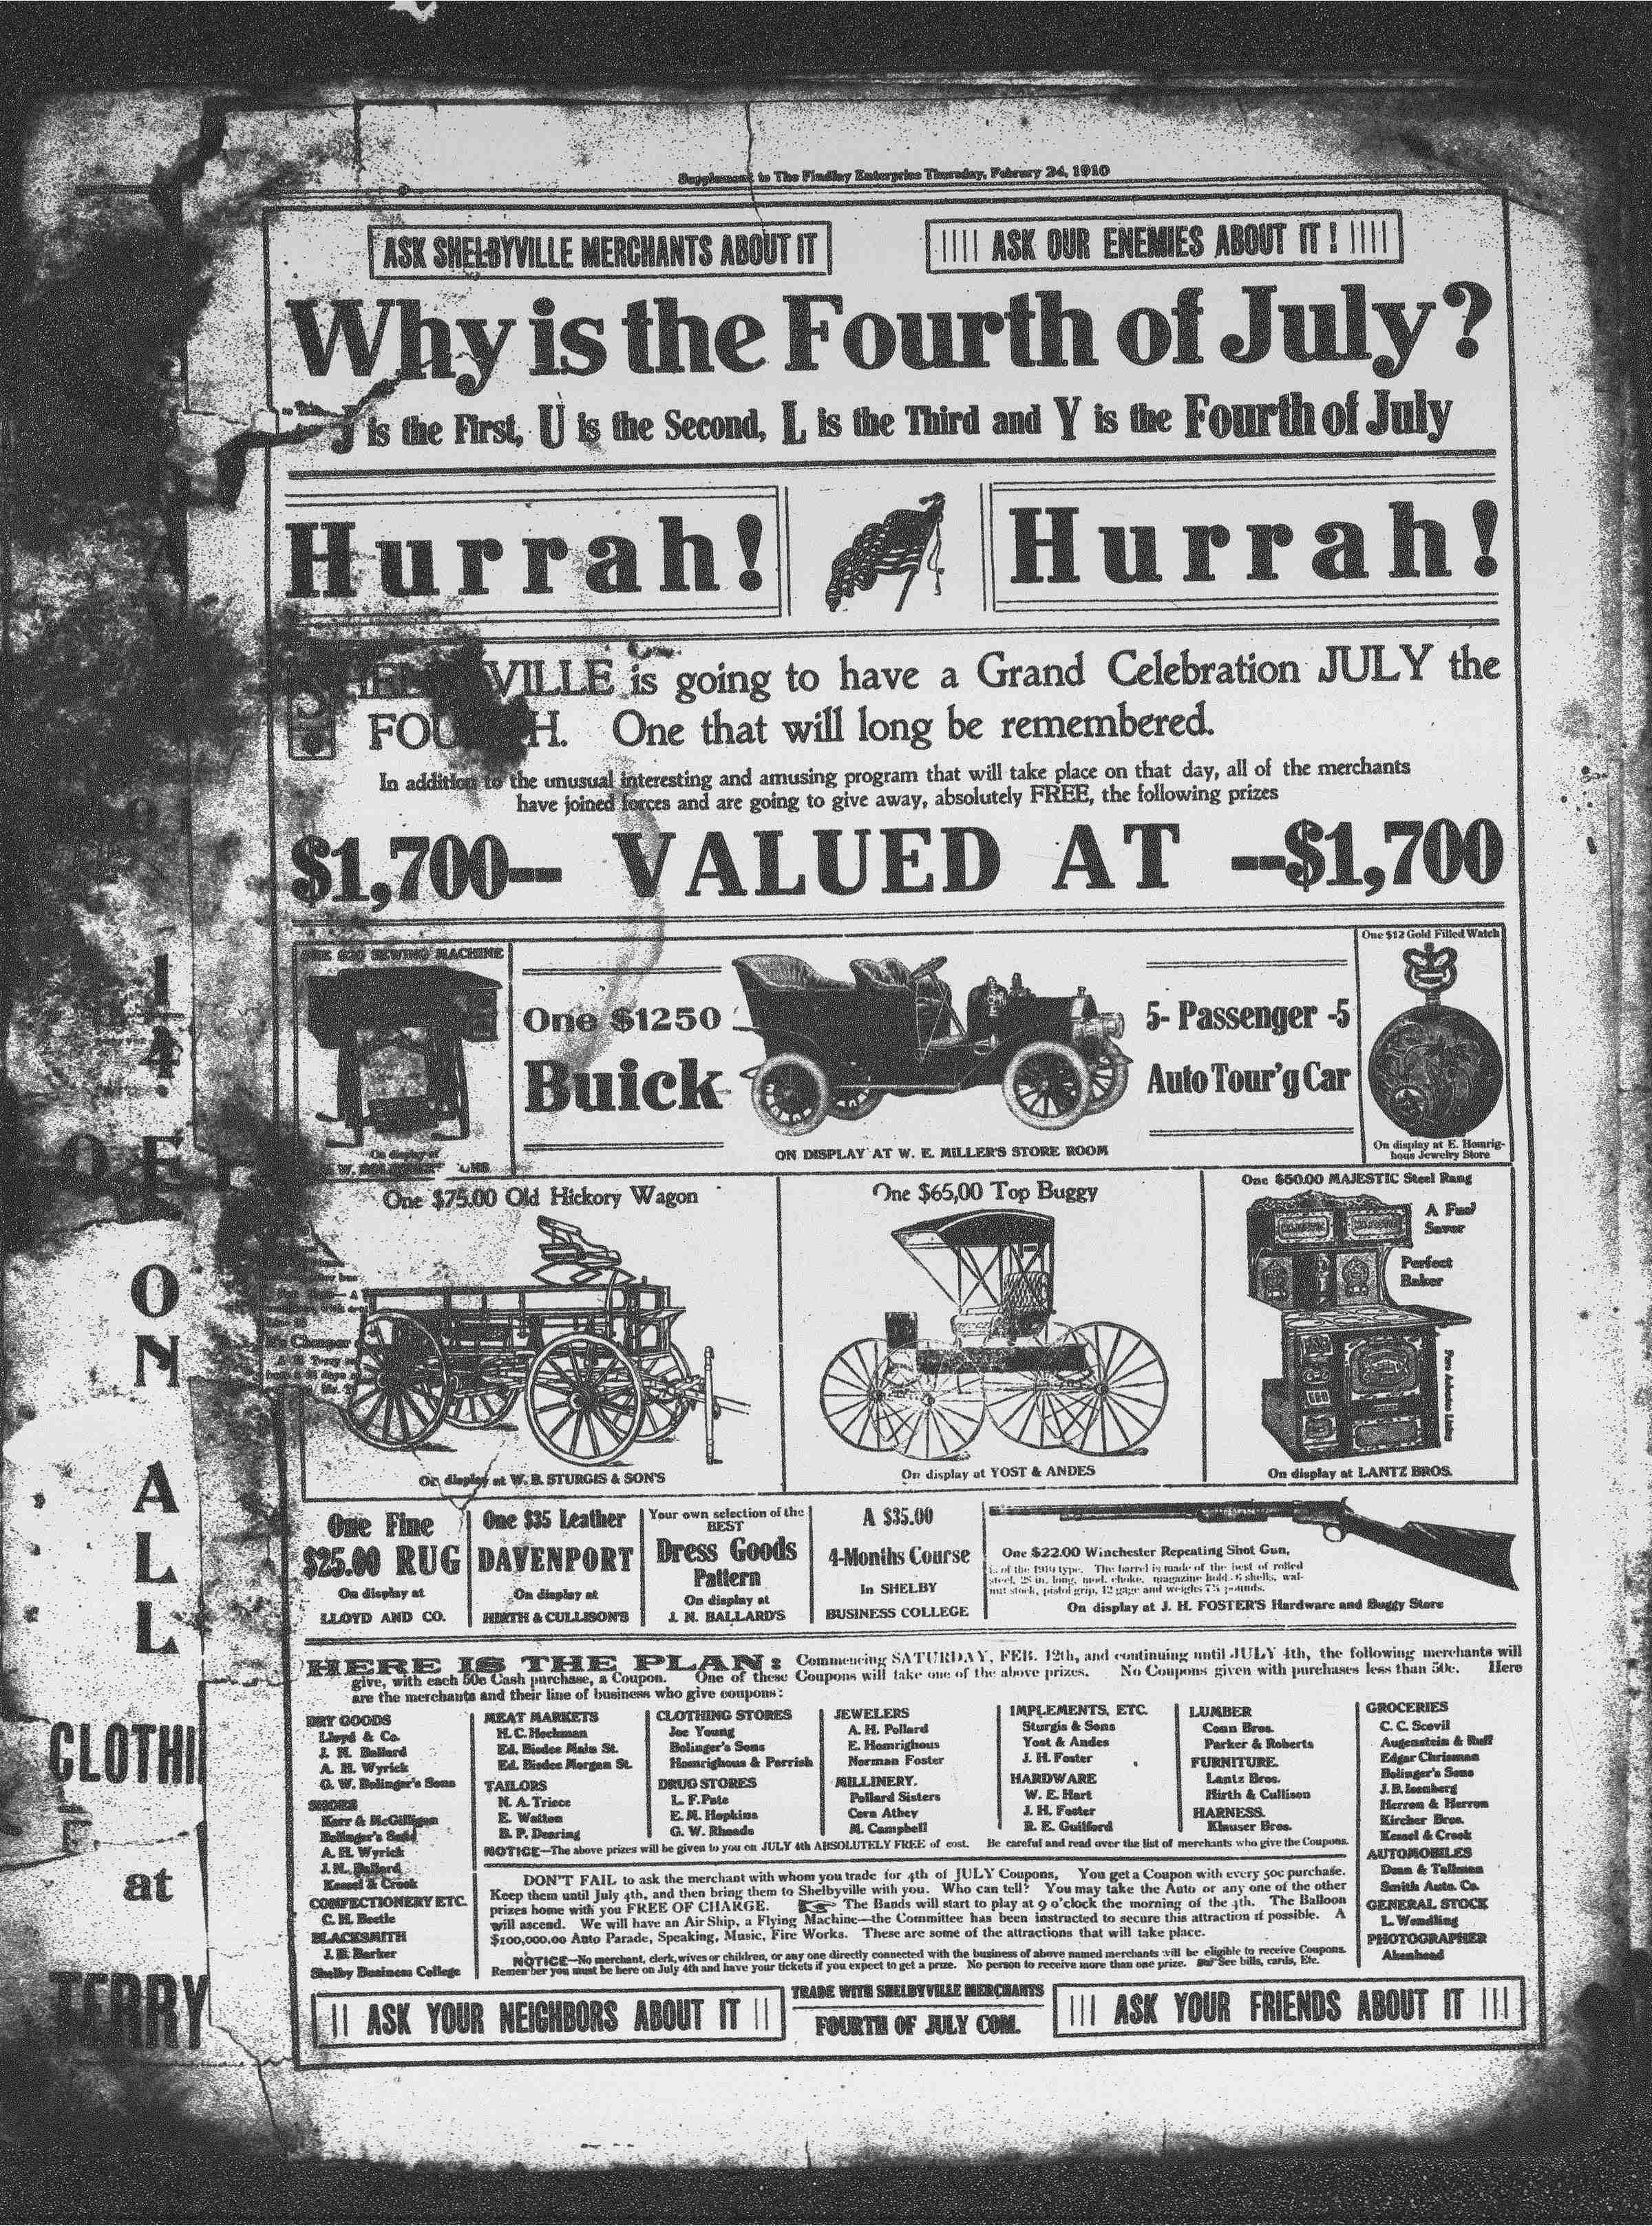 Supplement to The Findlay Enterprise Thursday, Febrary 24, 1910
ASK SHELBYVILLE MERCHANTS ABOUT IT
ASK OUR ENEMIES ABOUT IT!
Why is the Fourth of July?
J is the First, U is the Second, L is the Third and Y is the Fourth of July
Hurrah! Hurrah!
VILLE is going to have a Grand Celebration JULY the
One that will long be remembered.
In addition to the unusual interesting and amusing program that will take place on that day, all of the merchants
have joined forces and are going to give away, absolutely FREE, the following prizes
$1,700-- VALUED AT --$1,700
ONE $20 SEWING MACHINE
On display at
One $1250
Buick
5- Passenger -5
Auto Tour'g Car
ON DISPLAY AT W. E. MILLER'S STORE ROOM
One $12 Gold Filled Watch
On display at E. Homrig-
hous Jewelry Store
One $75.00 Old Hickory Wagon
On display at W. B. STURGIS & SON'S
One $65,00 Top Buggy
On display at YOST & ANDES
One $60.00 MAJESTIC Steel Rang
A Fuel
Saver
Perfect
Baker
On display at LANTZ BROS.
One Fine
$25.00 RUG
On display at
LLOYD AND CO.
One $35 Leather
DAVENPORT
On display at
HIRTH & CULLISON'S
Your own selection of the
BEST
Dress Goods
Pattern
On display at
J. N. BALLARD'S
A $35.00
4-Months Course
In SHELBY
BUSINESS COLLEGE
One $22.00 Winchester Repeating Shot Gun,
is of the 1910 type. The barrel is made of the best of rolled
steel, 28 in. long, mod. choke, magazine holds 6 shells, wal-
nut stock, pistol grip, 12 gage and weighs 7¾ pounds.
On display at J. H. FOSTER'S Hardware and Buggy Store
HERE IS THE PLAN: Commencing SATURDAY, FEB. 12th, and continuing until JULY 4th, the following merchants will
give, with each 50c Cash purchase, a Coupon. One of these Coupons will take one of the above prizes. No Coupons given with purchases less than 50c. Here
are the merchants and their line of business who give coupons:
DRY GOODS
Lloyd & Co.
J. N. Ballard
A. H. Wyrick
G. W. Bolinger's Sons
SHOES
Kerr & McGilligan
Bolinger's Sons
A. H. Wyrick
J. N. Ballard
Kessel & Crook
CONFECTIONERY ETC.
C. H. Beetle
BLACKSMITH
J. E. Barker
Shelby Business College
MEAT MARKETS
H. C. Heckman
Ed. Biedee Main St.
Ed. Biedee Morgan St.
TAILORS
N. A. Triece
E. Watten
B. P. Dearing
CLOTHING STORES
Joe Young
Bolinger's Sons
Homrighous & Parrish
DRUG STORES
L. F. Pate
E. M. Hopkins
G. W. Rhoads
JEWELERS
A. H. Pollard
E. Homrighous
Norman Foster
MILLINERY.
Pollard Sisters
Cora Athey
M. Campbell
IMPLEMENTS, ETC.
Sturgis & Sons
Yost & Andes
J. H. Foster
HARDWARE
W. E. Hart
J. H. Foster
R. E. Guilford
LUMBER
Conn Bros.
Parker & Roberts
FURNITURE.
Lantz Bros.
Hirth & Cullison
HARNESS.
Klauser Bros.
GROCERIES
C. C. Scovil
Augenstein & Ruff
Edgar Chrisman
Bolinger's Sons
J. B. Isenberg
Herron & Herron
Kircher Bros.
Kessel & Crook
AUTOMOBILES
Dunn & Tallman
Smith Auto. Co.
GENERAL STOCK
L. Wendling
PHOTOGRAPHER
Akenhead
NOTICE—The above prizes will be given to you on JULY 4th ABSOLUTELY FREE of cost. Be careful and read over the list of merchants who give the Coupons.
DON'T FAIL to ask the merchant with whom you trade for 4th of JULY Coupons, You get a Coupon with every 50c purchase.
Keep them until July 4th, and then bring them to Shelbyville with you. Who can tell? You may take the Auto or any one of the other
prizes home with you FREE OF CHARGE. The Bands will start to play at 9 o'clock the morning of the 4th. The Balloon
will ascend. We will have an Air Ship, a Flying Machine—the Committee has been instructed to secure this attraction if possible. A
$100,000.00 Auto Parade, Speaking, Music, Fire Works. These are some of the attractions that will take place.
NOTICE—No merchant, clerk, wives or children, or any one directly connected with the business of above named merchants will be eligible to receive Coupons.
Remember you must be here on July 4th and have your tickets if you expect to get a prize. No person to receive more than one prize. See bills, cards, Etc.
ASK YOUR NEIGHBORS ABOUT IT
TRADE WITH SHELBYVILLE MERCHANTS
FOURTH OF JULY COM.
ASK YOUR FRIENDS ABOUT IT
1/4
ON
ALL
CLOTHI
at
TERRY